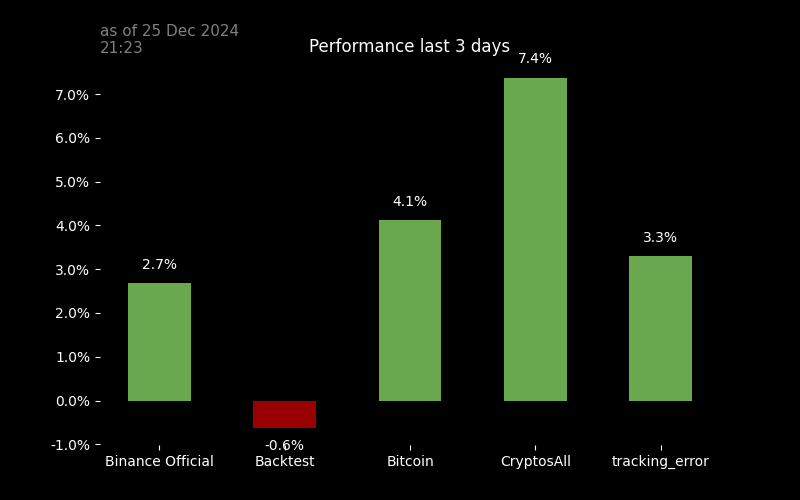 as of 25 Dec 2024
21:23
Performance last 3 days
7.4%
7.0%
6.0%
5.0%
4.1%
4.0%
3.3%
3.0%
2.7%
2.0%
1.0%
0.0%
-1.0%
-0.6%
Binance Official
Backtest
Bitcoin
CryptosAll
tracking_error